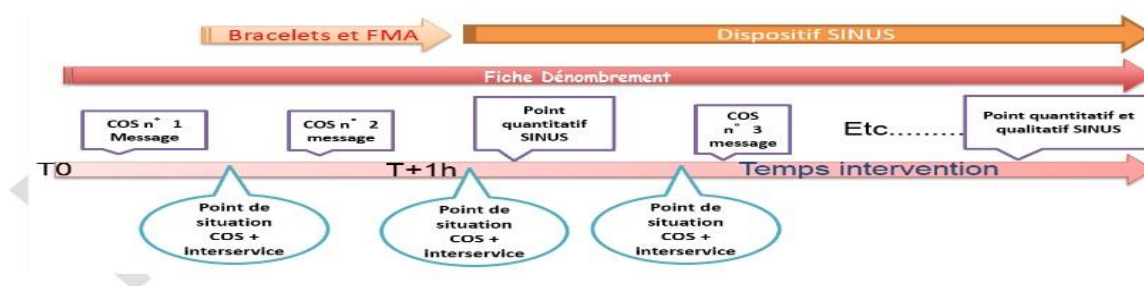 Bracelets et FMA
Dispositif SINUS
Fiche Dénombrement
COS n° 1
Message
COS n° 2
message
Point
quantitatif
SINUS
COS
n° 3
message
Etc.........
Point quantitatif et
qualitatif SINUS
T0
T+1h
Temps intervention
Point de
situation
COS +
interservice
Point de
situation
COS +
interservice
Point de
situation
COS +
interservice